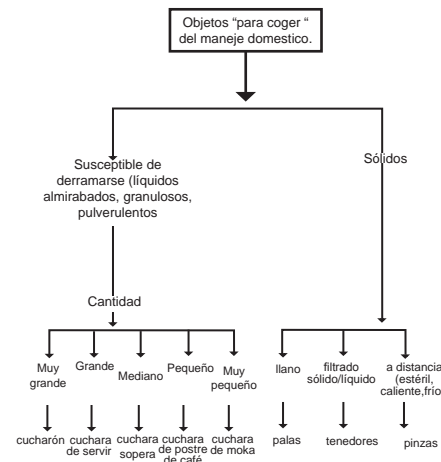 Objetos “para coger “
del maneje domestico.
Susceptible de
derramarse (líquidos
almirabados, granulosos,
pulverulentos
Sólidos
Cantidad
Muy
grande
Grande
Mediano
Pequeño
Muy
pequeño
llano
filtrado
sólido/líquido
a distancia
(estéril,
caliente,frío
cucharón
cuchara
de servir
cuchara
sopera
cuchara
de postre
de café
cuchara
de moka
palas
tenedores
pinzas